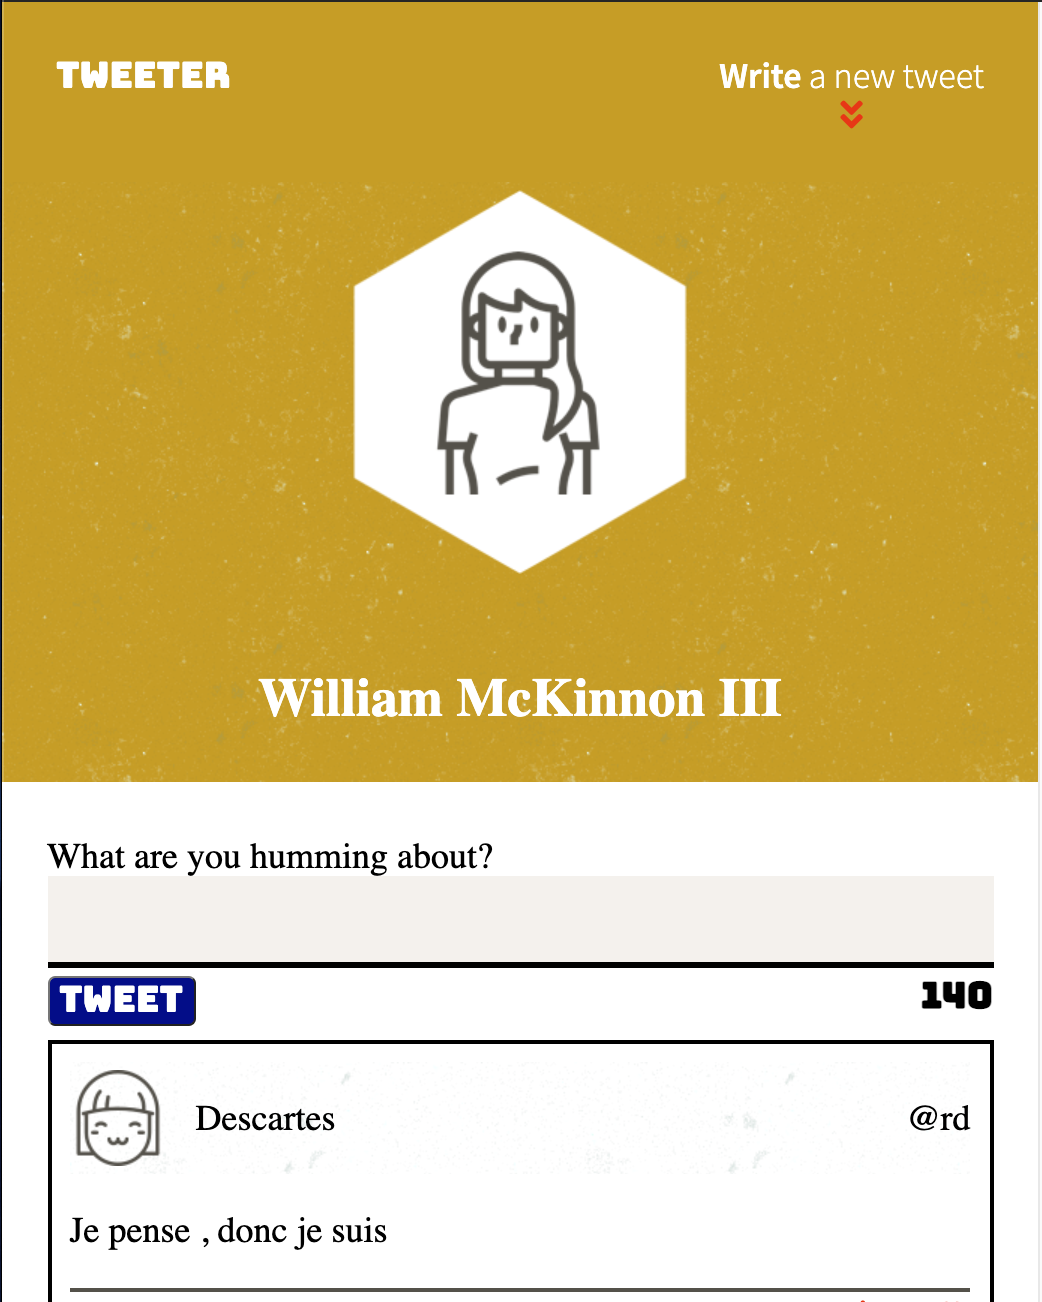 TWEETER
Write a new tweet
William McKinnon III
What are you humming about?
TWEET
140
Descartes
@rd
Je pense , donc je suis